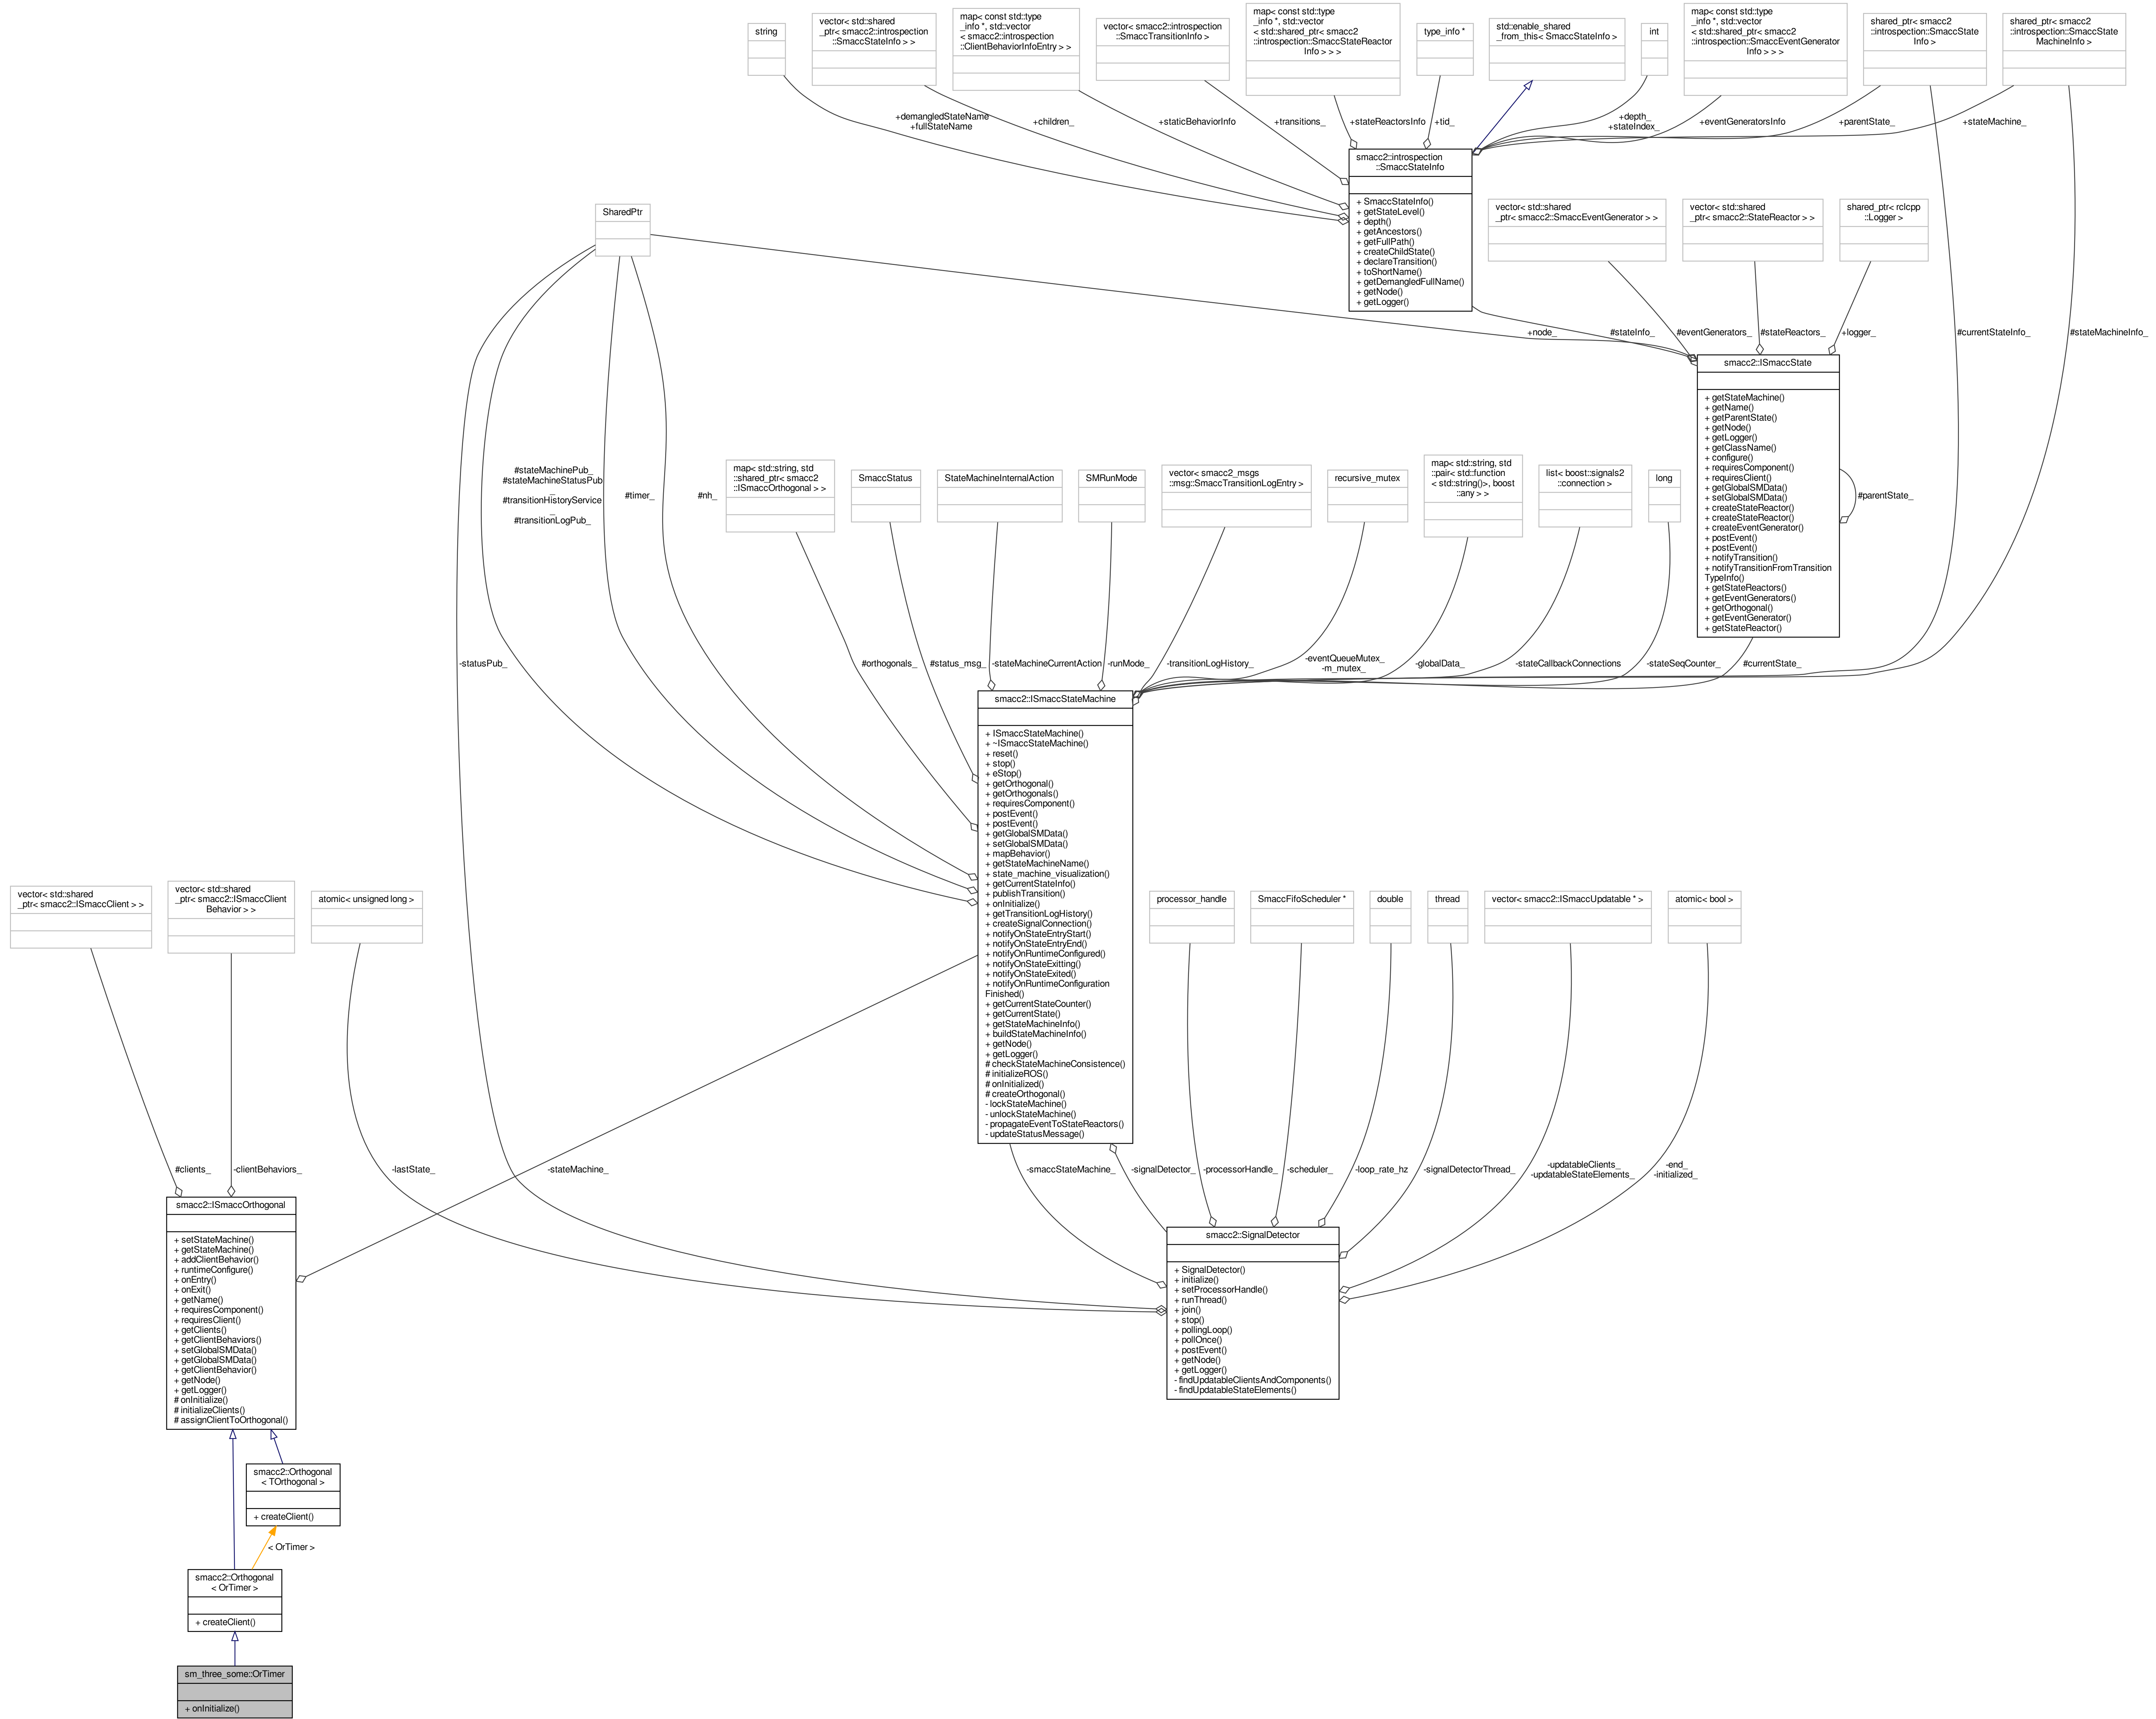 string
vector< std::shared
_ptr< smacc2::introspection
::SmaccStateInfo > >
map< const std::type
_info *, std::vector
< smacc2::introspection
::ClientBehaviorInfoEntry > >
vector< smacc2::introspection
::SmaccTransitionInfo >
map< const std::type
_info *, std::vector
< std::shared_ptr< smacc2
::introspection::SmaccStateReactor
Info > > >
type_info *
std::enable_shared
_from_this< SmaccStateInfo >
int
map< const std::type
_info *, std::vector
< std::shared_ptr< smacc2
::introspection::SmaccEventGenerator
Info > > >
shared_ptr< smacc2
::introspection::SmaccState
Info >
shared_ptr< smacc2
::introspection::SmaccState
MachineInfo >
+demangledStateName
+fullStateName
+children_
+staticBehaviorInfo
+transitions_
+stateReactorsInfo
+tid_
+depth_
+stateIndex_
+eventGeneratorsInfo
+parentState_
+stateMachine_
smacc2::introspection
::SmaccStateInfo
+ SmaccStateInfo()
+ getStateLevel()
+ depth()
+ getAncestors()
+ getFullPath()
+ createChildState()
+ declareTransition()
+ toShortName()
+ getDemangledFullName()
+ getNode()
+ getLogger()
SharedPtr
vector< std::shared
_ptr< smacc2::SmaccEventGenerator > >
vector< std::shared
_ptr< smacc2::StateReactor > >
shared_ptr< rclcpp
::Logger >
+node_
#stateInfo_
#eventGenerators_
#stateReactors_
+logger_
#currentStateInfo_
#stateMachineInfo_
smacc2::ISmaccState
+ getStateMachine()
+ getName()
+ getParentState()
+ getNode()
+ getLogger()
+ getClassName()
+ configure()
+ requiresComponent()
+ requiresClient()
+ getGlobalSMData()
+ setGlobalSMData()
+ createStateReactor()
+ createStateReactor()
+ createEventGenerator()
+ postEvent()
+ postEvent()
+ notifyTransition()
+ notifyTransitionFromTransition
TypeInfo()
+ getStateReactors()
+ getEventGenerators()
+ getOrthogonal()
+ getEventGenerator()
+ getStateReactor()
#parentState_
#stateMachinePub_
#stateMachineStatusPub
_
#transitionHistoryService
_
#transitionLogPub_
#timer_
#nh_
map< std::string, std
::shared_ptr< smacc2
::ISmaccOrthogonal > >
SmaccStatus
StateMachineInternalAction
SMRunMode
vector< smacc2_msgs
::msg::SmaccTransitionLogEntry >
recursive_mutex
map< std::string, std
::pair< std::function
< std::string()>, boost
::any > >
list< boost::signals2
::connection >
long
-statusPub_
#orthogonals_
#status_msg_
-stateMachineCurrentAction
-runMode_
-transitionLogHistory_
-eventQueueMutex_
-m_mutex_
-globalData_
-stateCallbackConnections
-stateSeqCounter_
#currentState_
smacc2::ISmaccStateMachine
+ ISmaccStateMachine()
+ ~ISmaccStateMachine()
+ reset()
+ stop()
+ eStop()
+ getOrthogonal()
+ getOrthogonals()
+ requiresComponent()
+ postEvent()
+ postEvent()
+ getGlobalSMData()
+ setGlobalSMData()
+ mapBehavior()
+ getStateMachineName()
+ state_machine_visualization()
+ getCurrentStateInfo()
+ publishTransition()
+ onInitialize()
+ getTransitionLogHistory()
+ createSignalConnection()
+ notifyOnStateEntryStart()
+ notifyOnStateEntryEnd()
+ notifyOnRuntimeConfigured()
+ notifyOnStateExitting()
+ notifyOnStateExited()
+ notifyOnRuntimeConfiguration
Finished()
+ getCurrentStateCounter()
+ getCurrentState()
+ getStateMachineInfo()
+ buildStateMachineInfo()
+ getNode()
+ getLogger()
# checkStateMachineConsistence()
# initializeROS()
# onInitialized()
# createOrthogonal()
- lockStateMachine()
- unlockStateMachine()
- propagateEventToStateReactors()
- updateStatusMessage()
vector< std::shared
_ptr< smacc2::ISmaccClient > >
vector< std::shared
_ptr< smacc2::ISmaccClient
Behavior > >
atomic< unsigned long >
processor_handle
SmaccFifoScheduler *
double
thread
vector< smacc2::ISmaccUpdatable * >
atomic< bool >
#clients_
-clientBehaviors_
-lastState_
-stateMachine_
-smaccStateMachine_
-signalDetector_
-processorHandle_
-scheduler_
-loop_rate_hz
-signalDetectorThread_
-updatableClients_
-updatableStateElements_
-end_
-initialized_
smacc2::ISmaccOrthogonal
+ setStateMachine()
+ getStateMachine()
+ addClientBehavior()
+ runtimeConfigure()
+ onEntry()
+ onExit()
+ getName()
+ requiresComponent()
+ requiresClient()
+ getClients()
+ getClientBehaviors()
+ setGlobalSMData()
+ getGlobalSMData()
+ getClientBehavior()
+ getNode()
+ getLogger()
# onInitialize()
# initializeClients()
# assignClientToOrthogonal()
smacc2::SignalDetector
+ SignalDetector()
+ initialize()
+ setProcessorHandle()
+ runThread()
+ join()
+ stop()
+ pollingLoop()
+ pollOnce()
+ postEvent()
+ getNode()
+ getLogger()
- findUpdatableClientsAndComponents()
- findUpdatableStateElements()
smacc2::Orthogonal
< TOrthogonal >
+ createClient()
< OrTimer >
smacc2::Orthogonal
< OrTimer >
+ createClient()
sm_three_some::OrTimer
+ onInitialize()